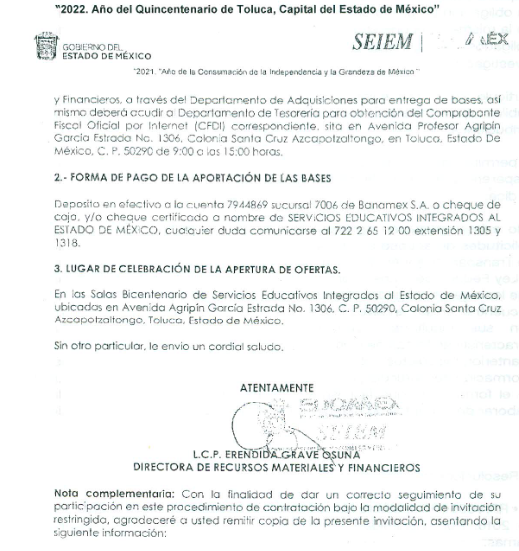 "2022. Año del Quincentenario de Toluca, Capital del Estado de México"
GOBIERNO DEL
ESTADO DE MÉXICO
SEIEM
"2021. "Año de la Consumación de la Independencia y la Grandeza de México"
y Financieros, a través del Departamento de Adquisiciones para entrega de bases, así
mismo deberá acudir a Departamento de Tesorería para obtención del Comprobante
Fiscal Oficial por Internet (CFDI) correspondiente, sita en Avenida Profesor Agripín
García Estrada No. 1306, Colonia Santa Cruz Azcapotzaltongo, en Toluca, Estado De
México, C. P. 50290 de 9:00 a las 15:00 horas.
2.- FORMA DE PAGO DE LA APORTACIÓN DE LAS BASES
Deposito en efectivo a la cuenta 7944869 sucursal 7006 de Banamex S.A. o cheque de
caja, y/o cheque certificado a nombre de SERVICIOS EDUCATIVOS INTEGRADOS AL
ESTADO DE MÉXICO, cualquier duda comunicarse al 722 2 65 12 00 extensión 1305 y
1318.
3. LUGAR DE CELEBRACIÓN DE LA APERTURA DE OFERTAS.
En las Salas Bicentenario de Servicios Educativos Integrados al Estado de México,
ubicadas en Avenida Agripín García Estrada No. 1306, C. P. 50290, Colonia Santa Cruz
Azcapotzaltongo, Toluca, Estado de México.
Sin otro particular, le envío un cordial saludo.
ATENTAMENTE
EDOMEX
SEIEM
L.C.P. ERENDIDA GRAVE OSUNA
DIRECTORA DE RECURSOS MATERIALES Y FINANCIEROS
Nota complementaria: Con la finalidad de dar un correcto seguimiento de su
participación en este procedimiento de contratación bajo la modalidad de invitación
restringida, agradeceré a usted remitir copia de la presente invitación, asentando la
siguiente información: